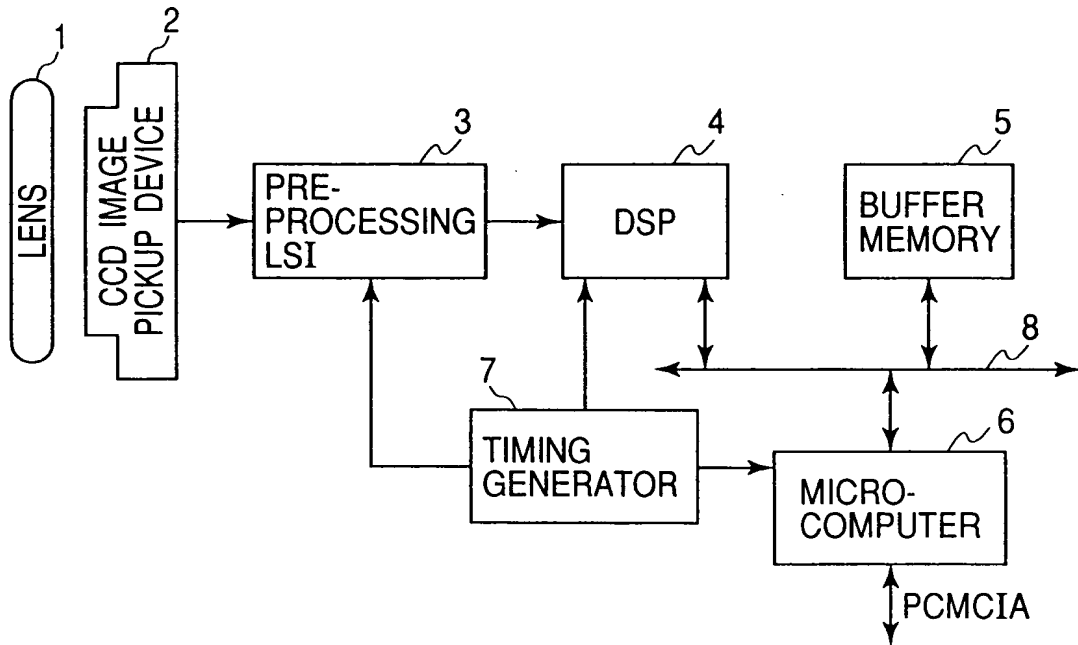 1
LENS
2
CCD IMAGE
PICKUP DEVICE
3
PRE-
PROCESSING
LSI
4
DSP
5
BUFFER
MEMORY
8
7
TIMING
GENERATOR
6
MICRO-
COMPUTER
PCMCIA